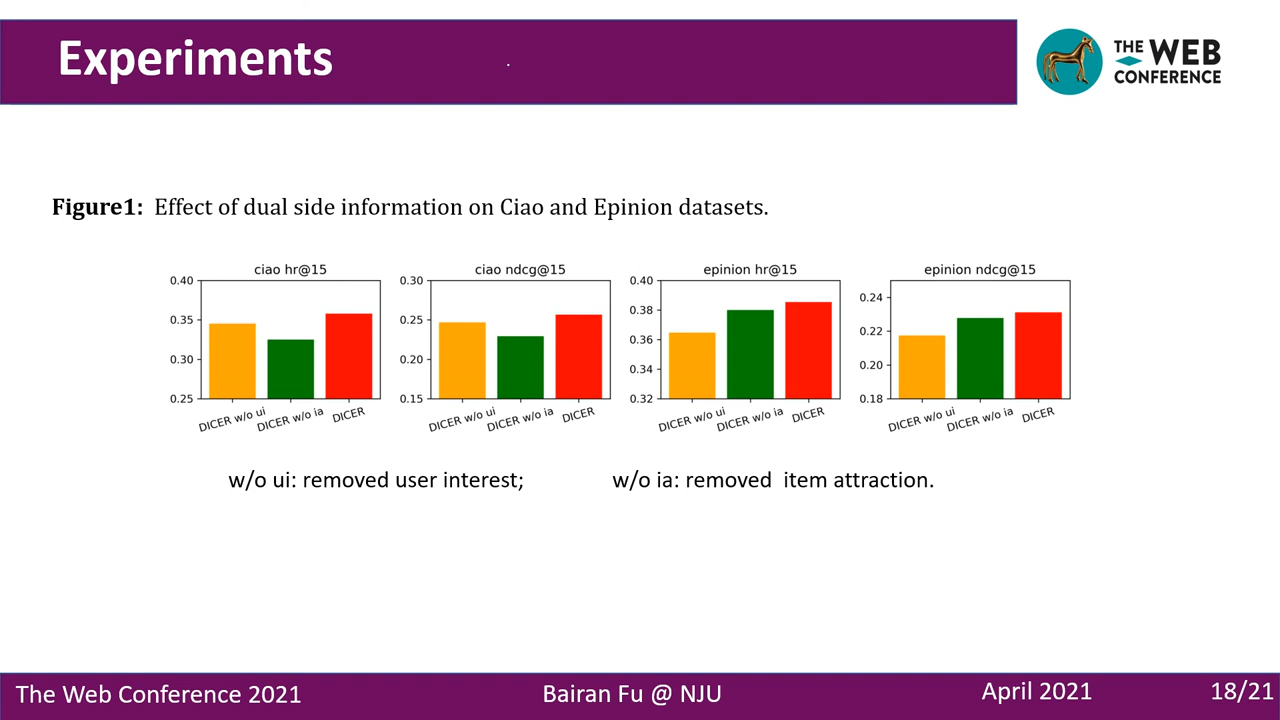 Experiments
THE WEB
CONFERENCE
Figure1: Effect of dual side information on Ciao and Epinion datasets.
ciao hr@15
0.40
0.35
0.30
0.25
DICER w/o ui
DICER w/o ia
DICER
ciao ndcg@15
0.30
0.25
0.20
0.15
DICER w/o ui
DICER w/o ia
DICER
epinion hr@15
0.40
0.38
0.36
0.34
0.32
DICER w/o ui
DICER w/o ia
DICER
epinion ndcg@15
0.24
0.22
0.20
0.18
DICER w/o ui
DICER w/o ia
DICER
w/o ui: removed user interest;
w/o ia: removed item attraction.
The Web Conference 2021
Bairan Fu @ NJU
April 2021
18/21